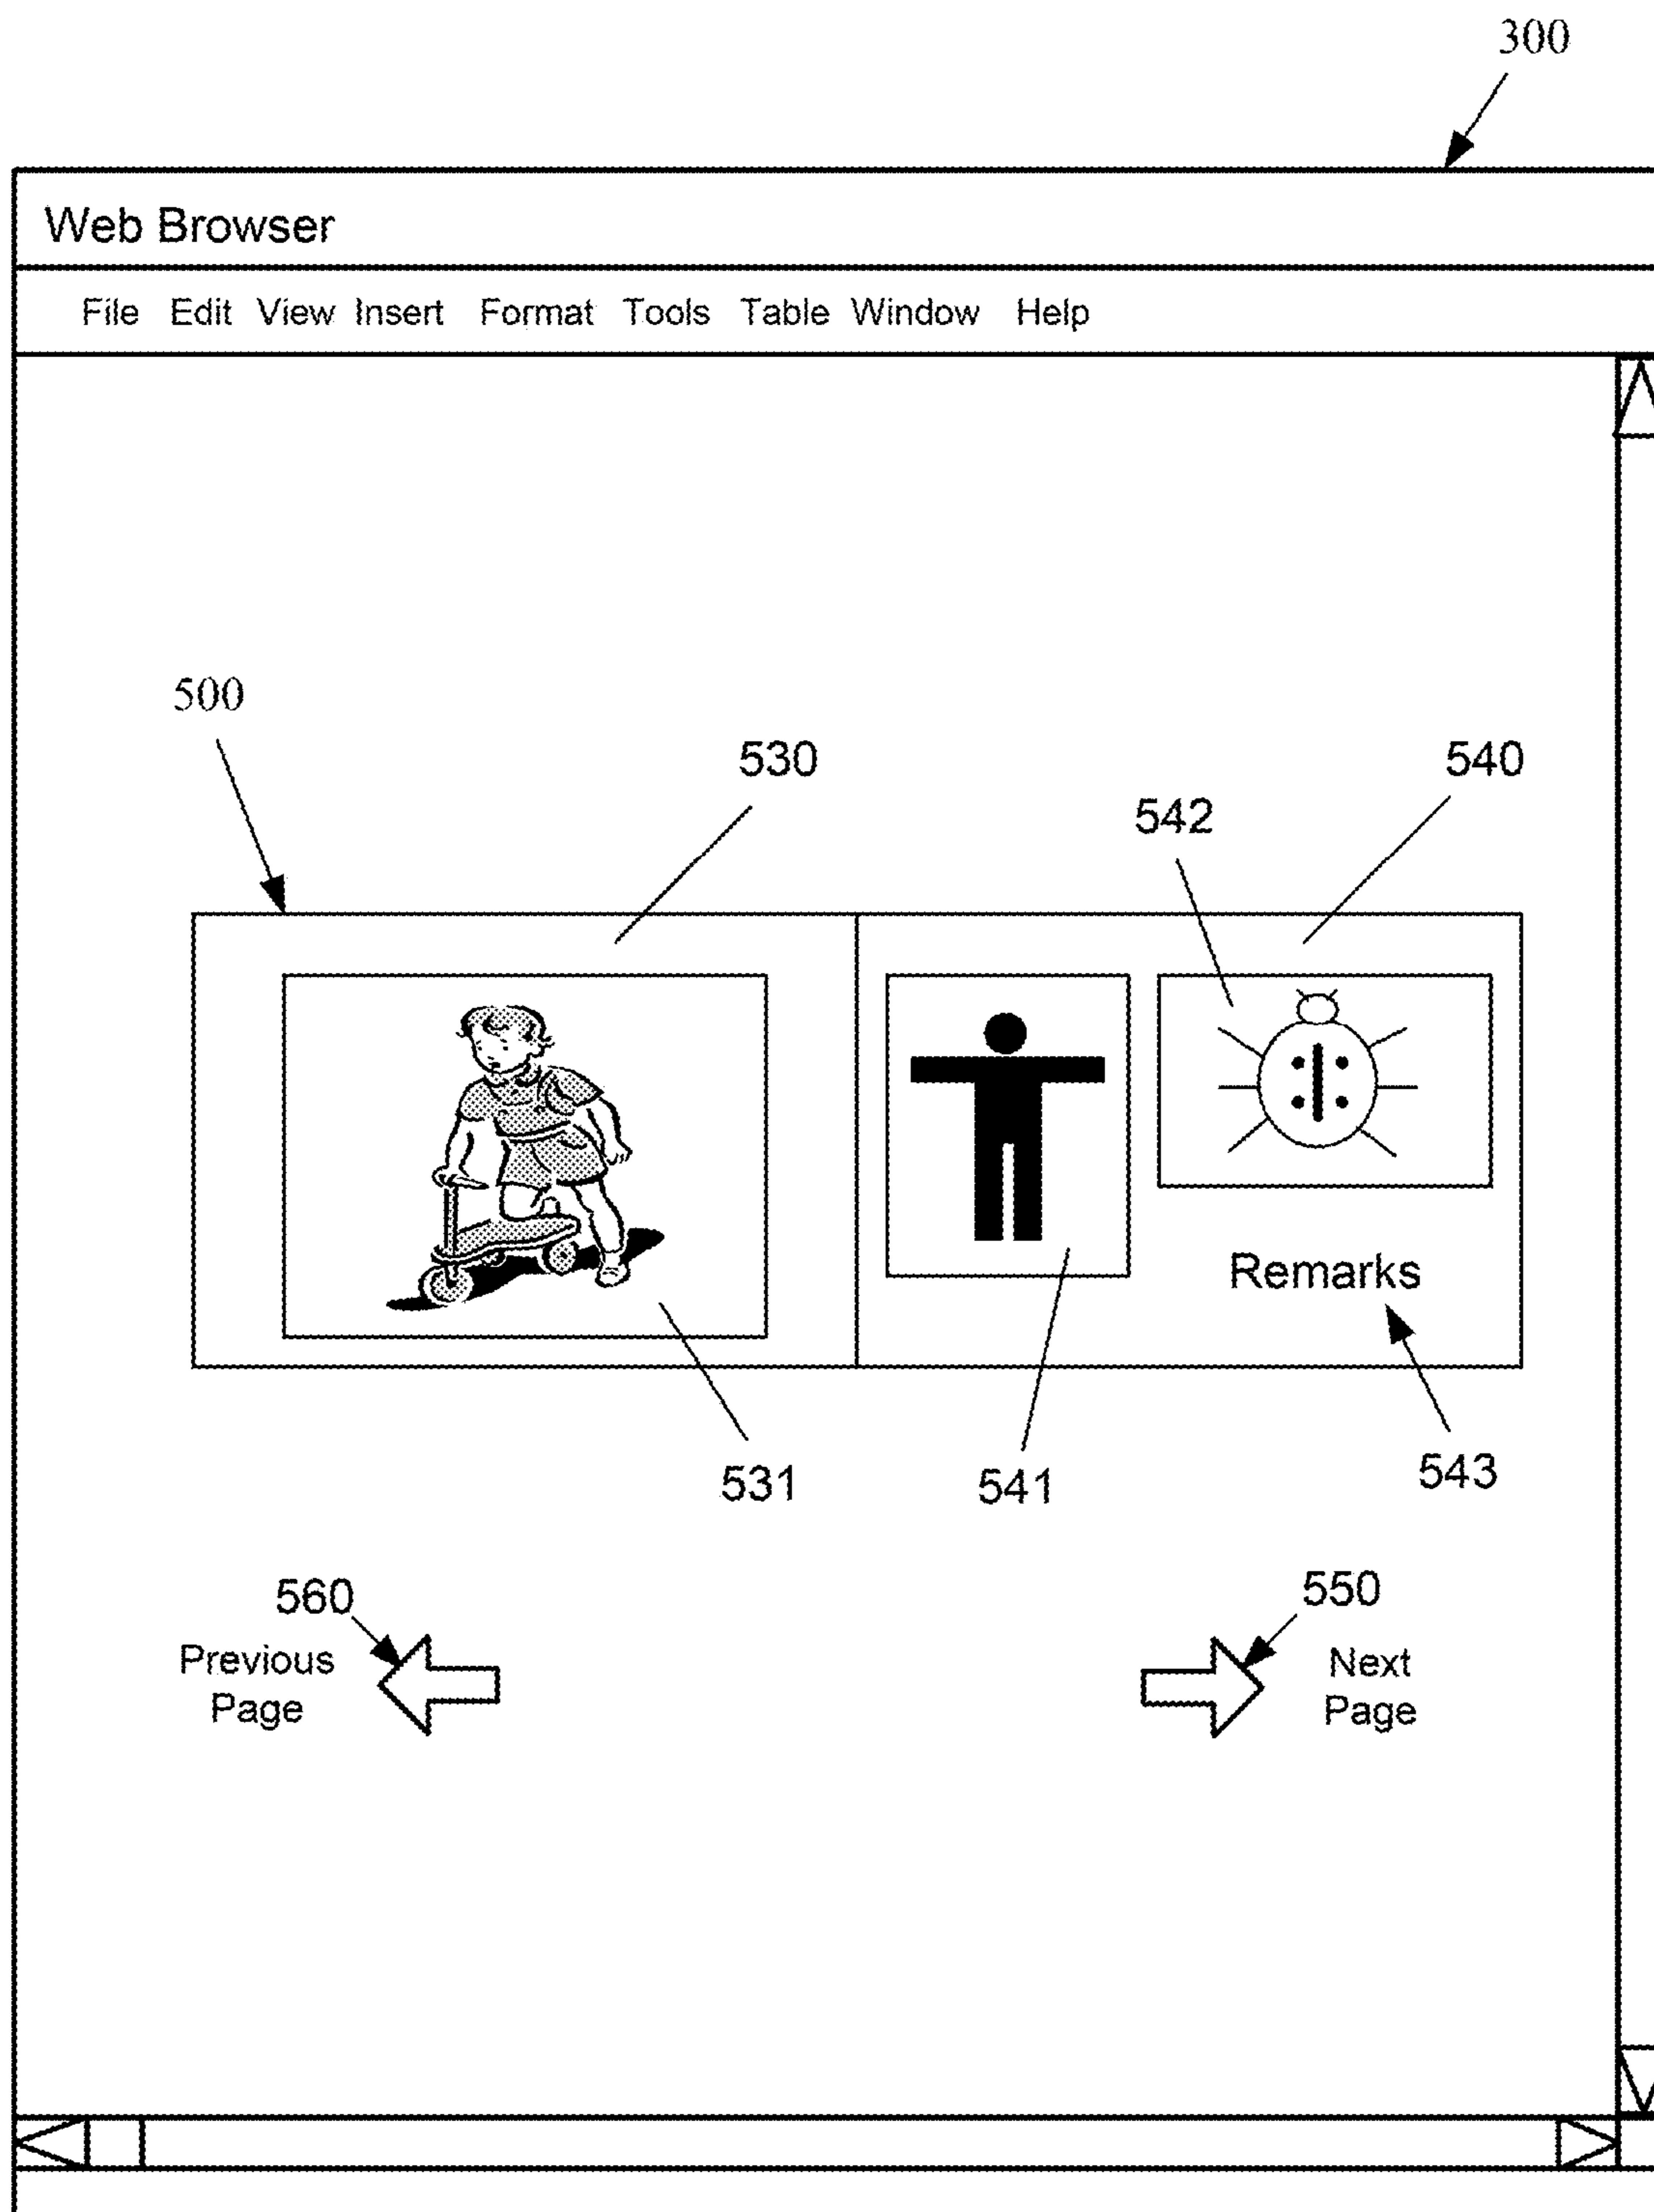 300
Web Browser
File Edit View Insert Format Tools Table Window Help
500
530
540
542
Remarks
531
541
543
560
550
Previous
Page
Next
Page